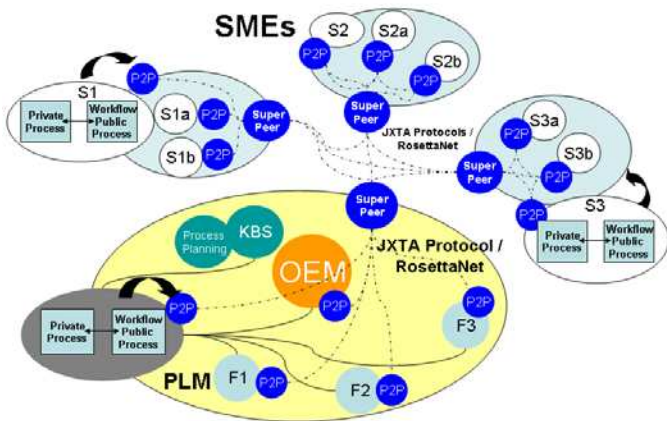 SMEs
S2
S2a
P2P
P2P
S2b
P2P
P2P
S1
Private
Process
Workflow
Public
Process
S1a
P2P
S1b
P2P
Super
Peer
Super
Peer
JXTA Protocols /
RosettaNet
Super
Peer
S3a
P2P
S3b
P2P
P2P
S3
Private
Process
Workflow
Public
Process
Super
Peer
Process
Planning
KBS
OEM
JXTA Protocol /
RosettaNet
P2P
P2P
P2P
F3
Private
Process
Workflow
Public
Process
PLM
F1
P2P
F2
P2P